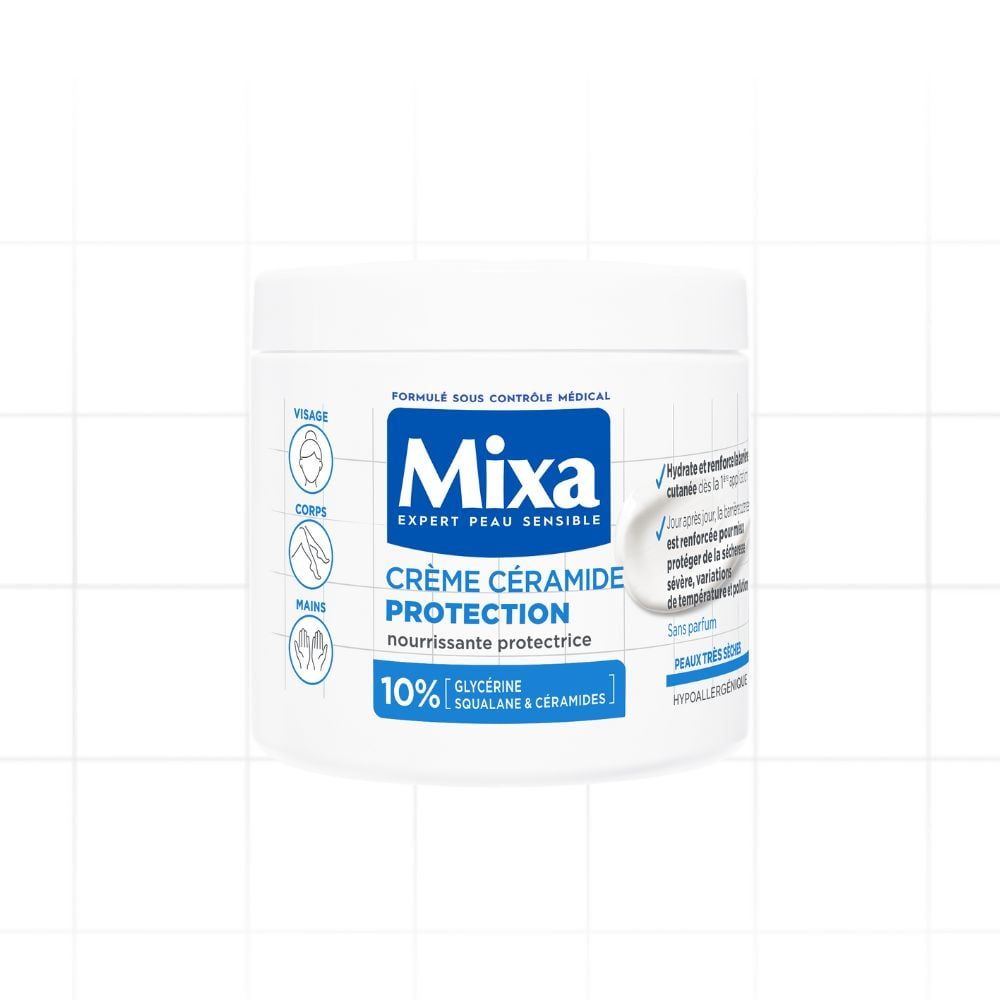 FORMULÉ SOUS CONTRÔLE MÉDICAL
Mixa
EXPERT PEAU SENSIBLE
CRÈME CÉRAMIDE
PROTECTION
nourrissante protectrice
10% [GLYCÉRINE
SQUALANE & CÉRAMIDES]
VISAGE
CORPS
MAINS
✓ Hydrate et renforce la
cutanée dès la 1ère
✓ Jour après jour, la barrière
est renforcée pour mieux
protéger de la sécheresse
sévère, variations
de température et pollution
Sans parfum
PEAUX TRÈS SÈCHES
HYPOALLERGÉNIQUE